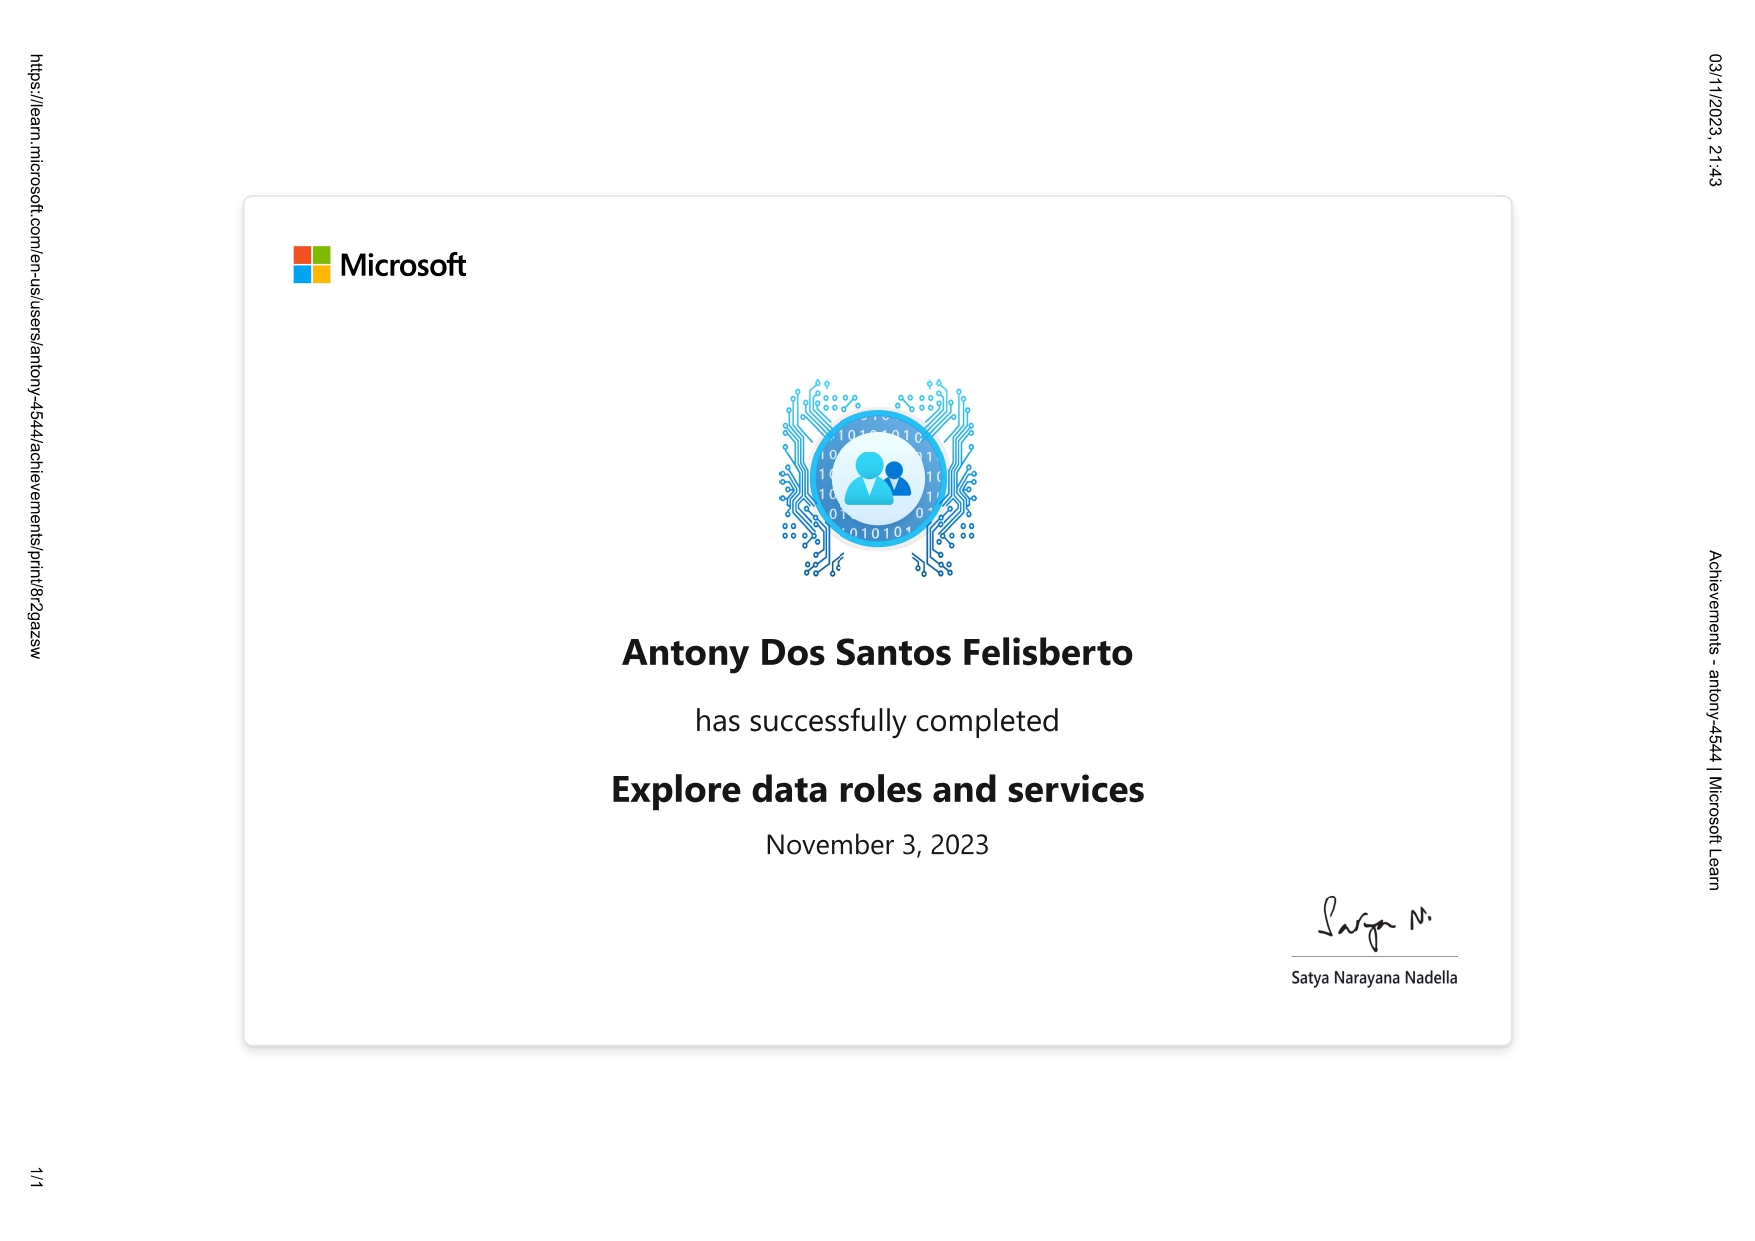 03/11/2023, 21:43
Achievements - antony-4544 | Microsoft Learn
Microsoft
Antony Dos Santos Felisberto
has successfully completed
Explore data roles and services
November 3, 2023
Satya N.
Satya Narayana Nadella
https://learn.microsoft.com/en-us/users/antony-4544/achievements/print/8r2gazsw
1/1